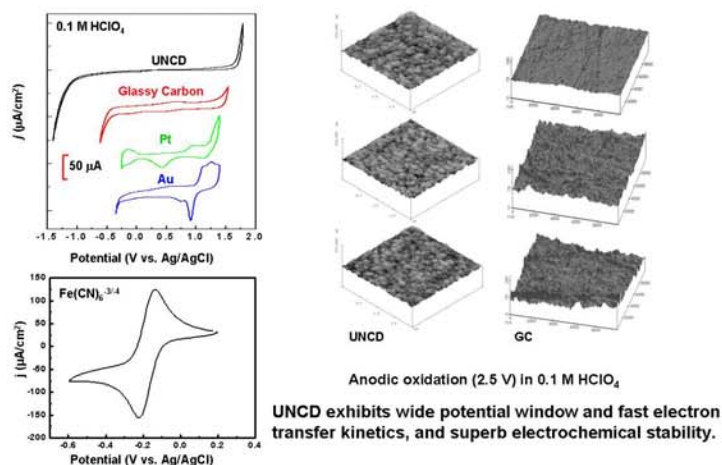 0.1 M HClO₄
UNCD
Glassy Carbon
Pt
50 µA
Au
j (µA/cm²)
-1.5 -1.0 -0.5 0.0 0.5 1.0 1.5 2.0
Potential (V vs. Ag/AgCl)
150
100
50
0
-50
-100
-150
-200
Fe(CN)₆⁻³/⁻⁴
j (µA/cm²)
-0.6 -0.4 -0.2 0.0 0.2 0.4
Potential (V vs. Ag/AgCl)
UNCD GC
Anodic oxidation (2.5 V) in 0.1 M HClO₄
UNCD exhibits wide potential window and fast electron
transfer kinetics, and superb electrochemical stability.